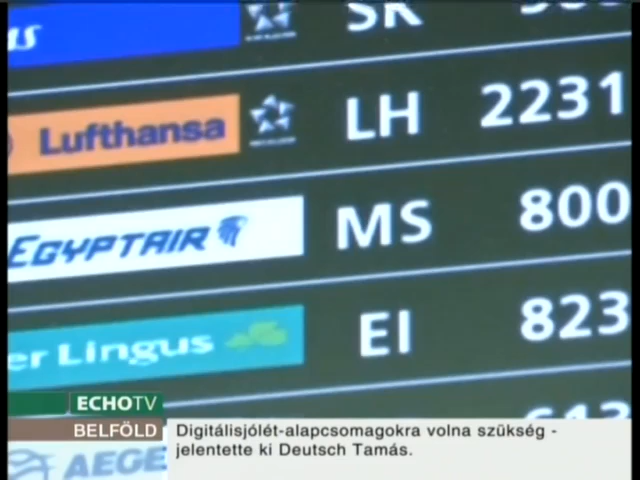 SK
Lufthansa LH 2231
EGYPTAIR MS 800
er Lingus EI 823
ECHOTV
BELFÖLD
Digitálisjólét-alapcsomagokra volna szükség -
jelentette ki Deutsch Tamás.
AEGE